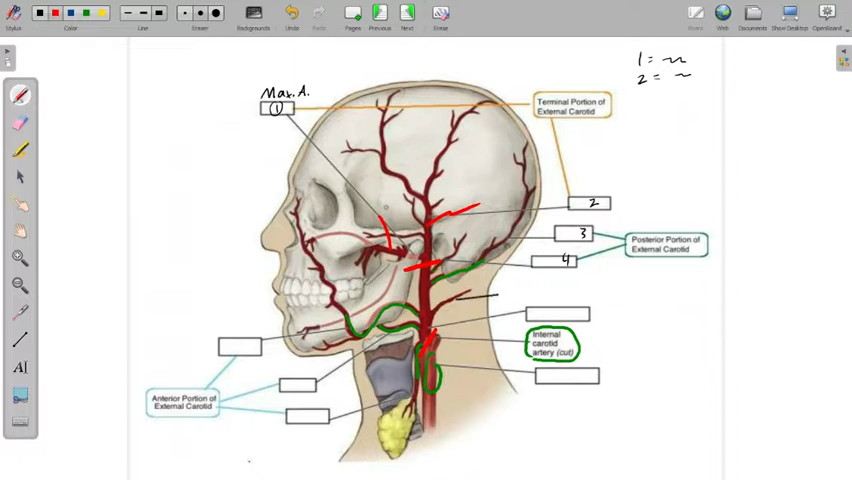 Stylus
Color
Line
Eraser
Backgrounds
Undo
Redo
Pages
Previous
Next
Erase
Board
Web
Documents
Show Desktop
OpenBoard
1 =
2 =
Max. A.
1
Terminal Portion of
External Carotid
2
3
Posterior Portion of
External Carotid
4
Internal
carotid
artery (cut)
Anterior Portion of
External Carotid